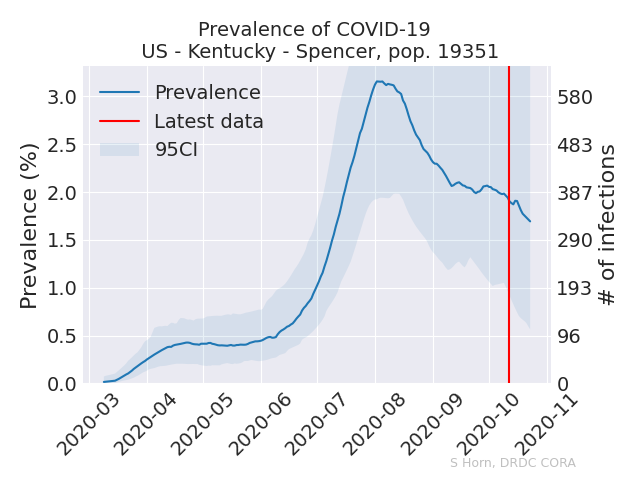 Prevalence of COVID-19
US - Kentucky - Spencer, pop. 19351
Prevalence (%)
3.0
2.5
2.0
1.5
1.0
0.5
0.0
Prevalence
Latest data
95CI
580
483
387
290
193
96
0
# of infections
2020-03
2020-04
2020-05
2020-06
2020-07
2020-08
2020-09
2020-10
2020-11
S Horn, DRDC CORA